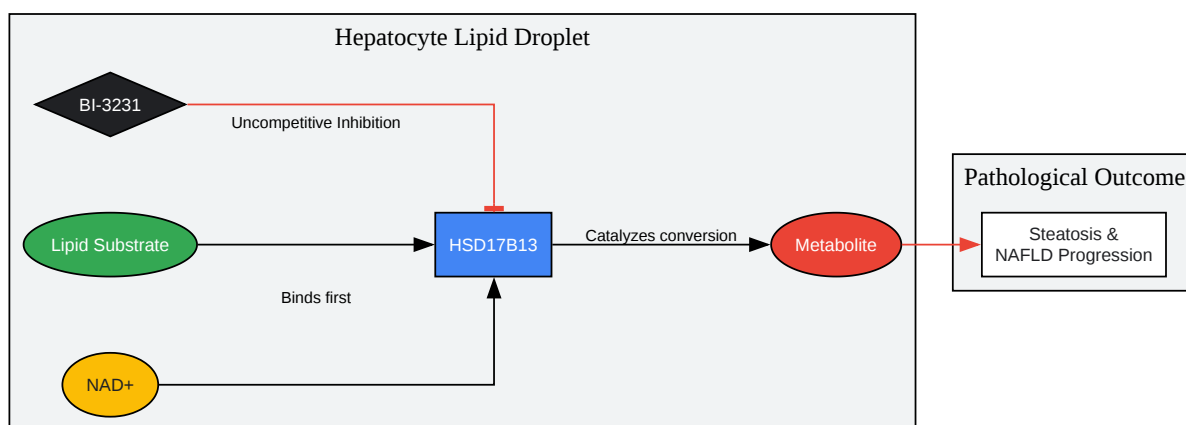 Hepatocyte Lipid Droplet
BI-3231
Uncompetitive Inhibition
Pathological Outcome
Lipid Substrate
HSD17B13
Catalyzes conversion
Metabolite
Steatosis &
NAFLD Progression
Binds first
NAD+